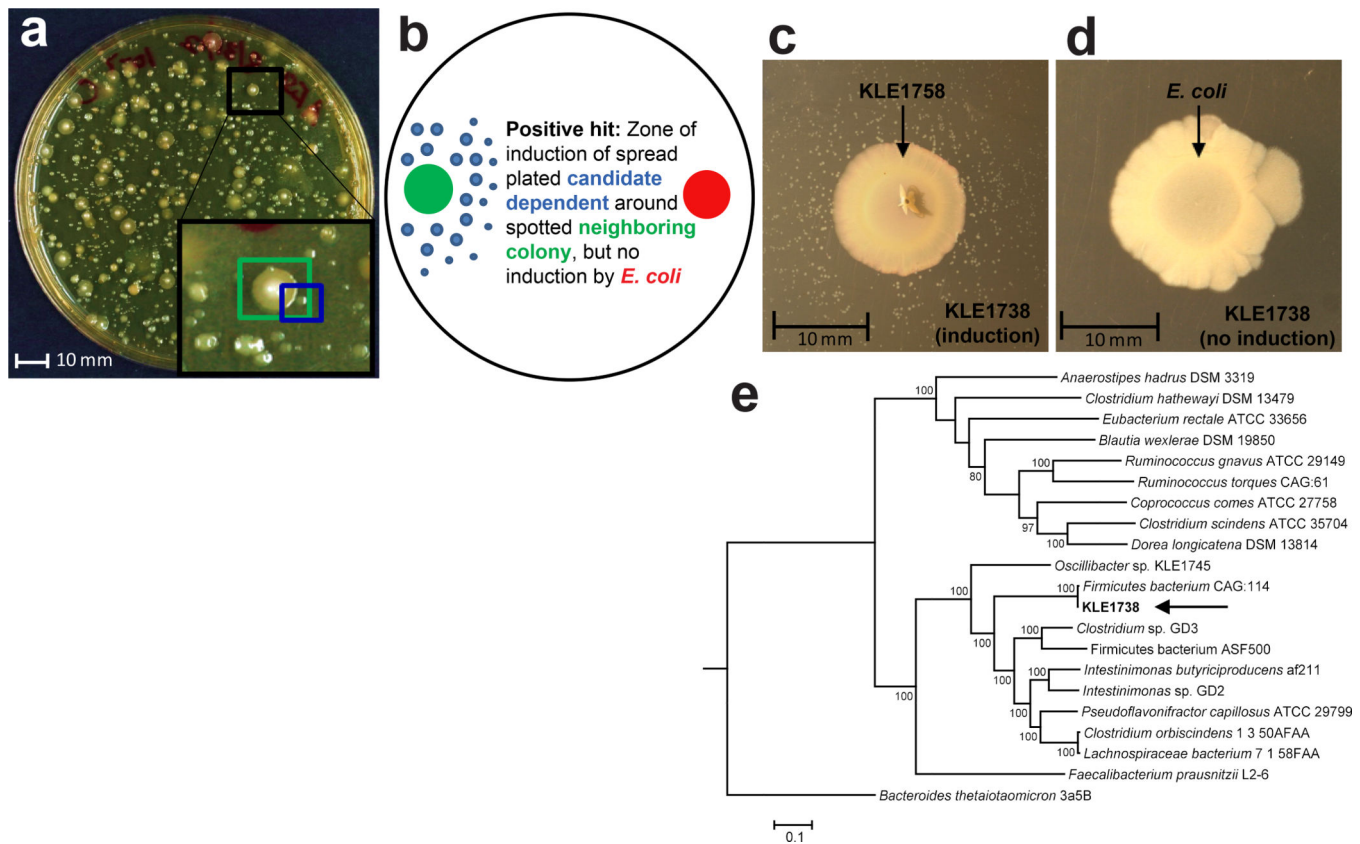 a
10 mm
b
Positive hit: Zone of
induction of spread
plated candidate
dependent around
spotted neighboring
colony, but no
induction by E. coli
c
KLE1758
10 mm
KLE1738
(induction)
d
E. coli
10 mm
KLE1738
(no induction)
e
100
Anaerostipes hadrus DSM 3319
Clostridium hathewayi DSM 13479
Eubacterium rectale ATCC 33656
Blautia wexlerae DSM 19850
80
100
Ruminococcus gnavus ATCC 29149
Ruminococcus torques CAG:61
Coprococcus comes ATCC 27758
97
Clostridium scindens ATCC 35704
100
Dorea longicatena DSM 13814
Oscillibacter sp. KLE1745
100
100
Firmicutes bacterium CAG:114
KLE1738
100
Clostridium sp. GD3
100
Firmicutes bacterium ASF500
100
Intestinimonas butyriciproducens af211
100
Intestinimonas sp. GD2
100
Pseudoflavonifractor capillosus ATCC 29799
100
Clostridium orbiscindens 1 3 50AFAA
100
Lachnospiraceae bacterium 7 1 58FAA
Faecalibacterium prausnitzii L2-6
Bacteroides thetaiotaomicron 3a5B
0.1